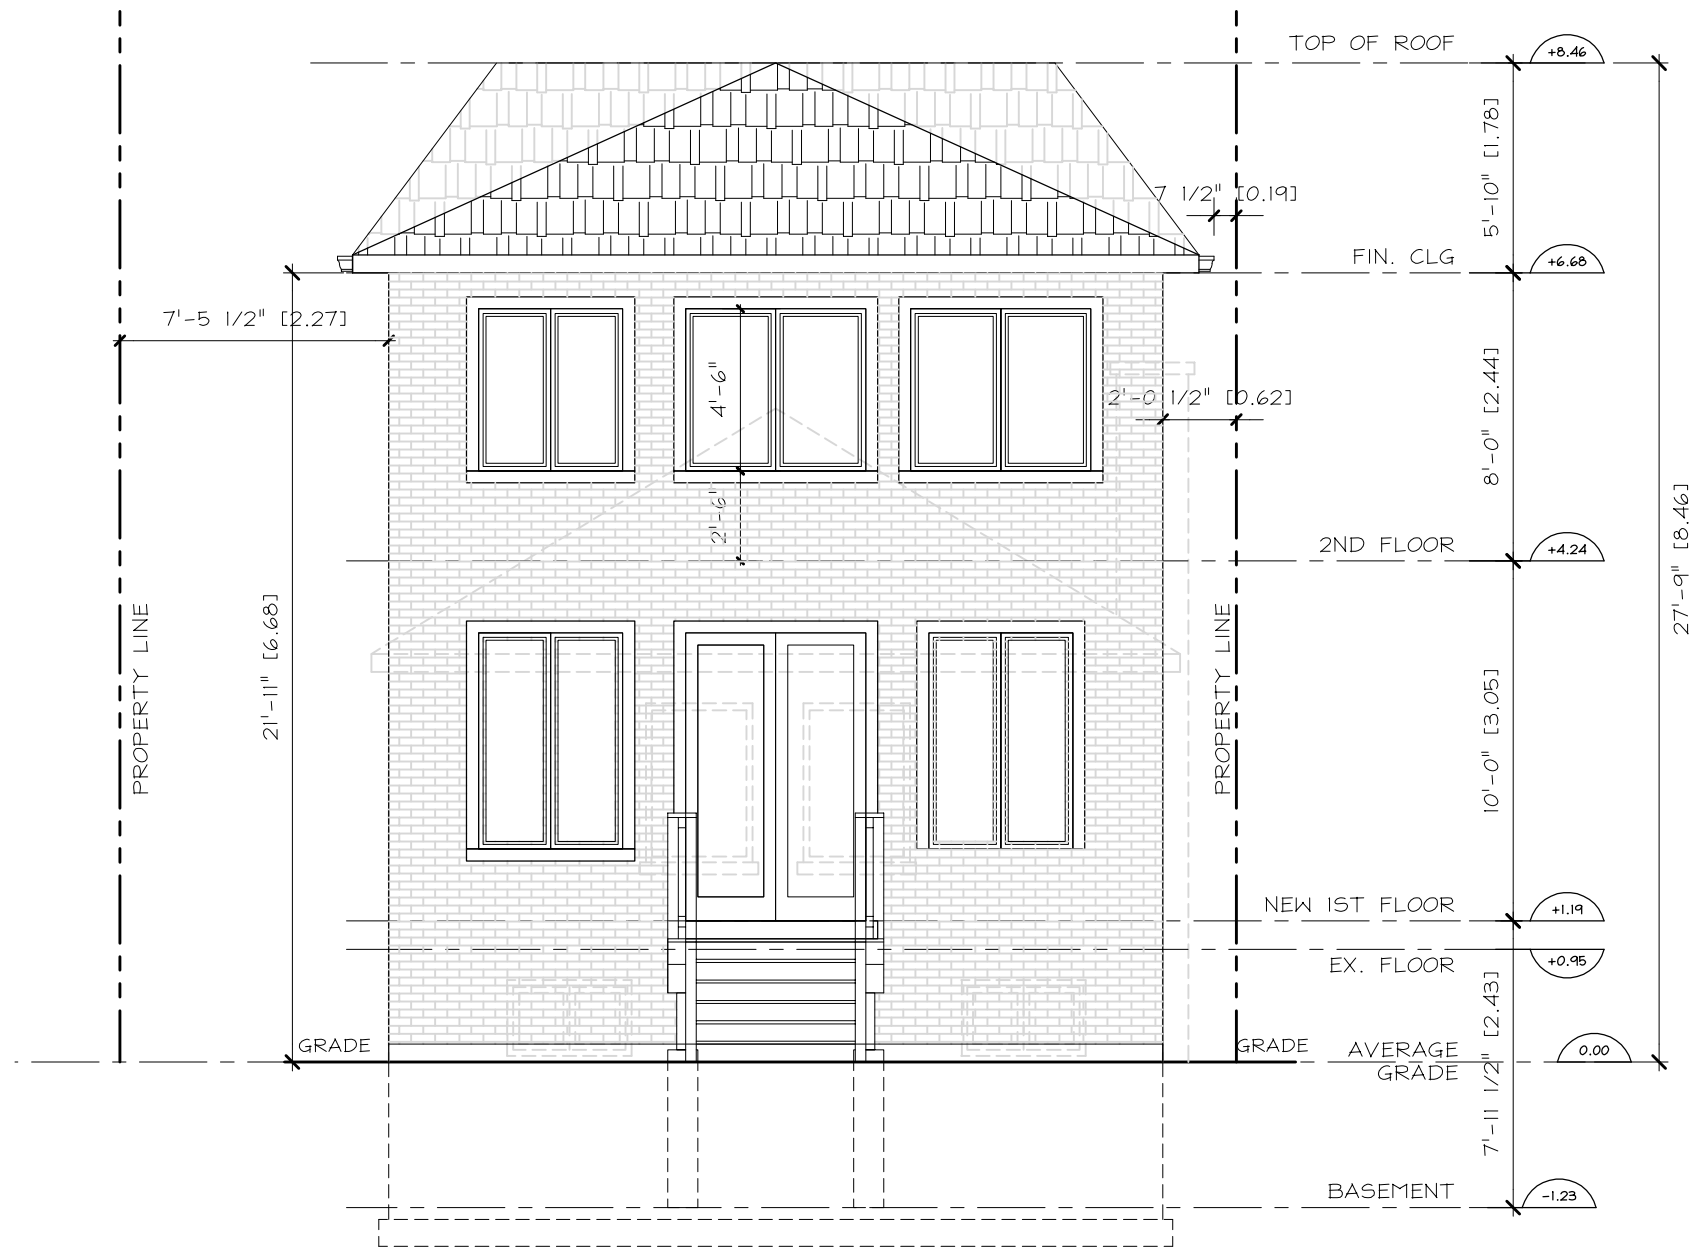 TOP OF ROOF
+8.46
5'-10" [1.78]
7 1/2" [0.19]
FIN. CLG
+6.68
7'-5 1/2" [2.27]
4'-6"
2'-0 1/2" [0.62]
8'-0" [2.44]
2'-6"
2ND FLOOR
+4.24
27'-9" [8.46]
PROPERTY LINE
21'-11" [6.68]
PROPERTY LINE
10'-0" [3.05]
NEW 1ST FLOOR
+1.19
EX. FLOOR
+0.95
7'-11 1/2" [2.43]
GRADE
GRADE
AVERAGE
GRADE
0.00
BASEMENT
-1.23